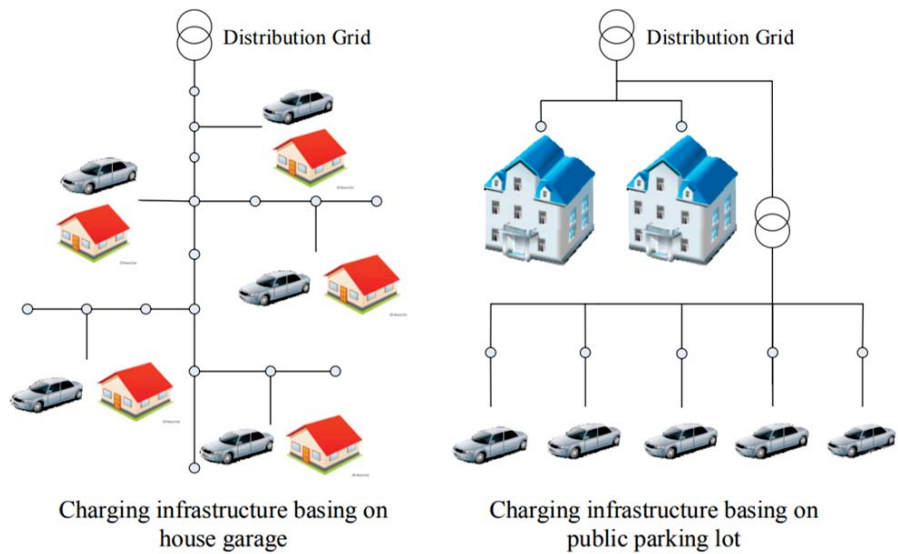 Distribution Grid
Distribution Grid
Charging infrastructure basing on
house garage
Charging infrastructure basing on
public parking lot